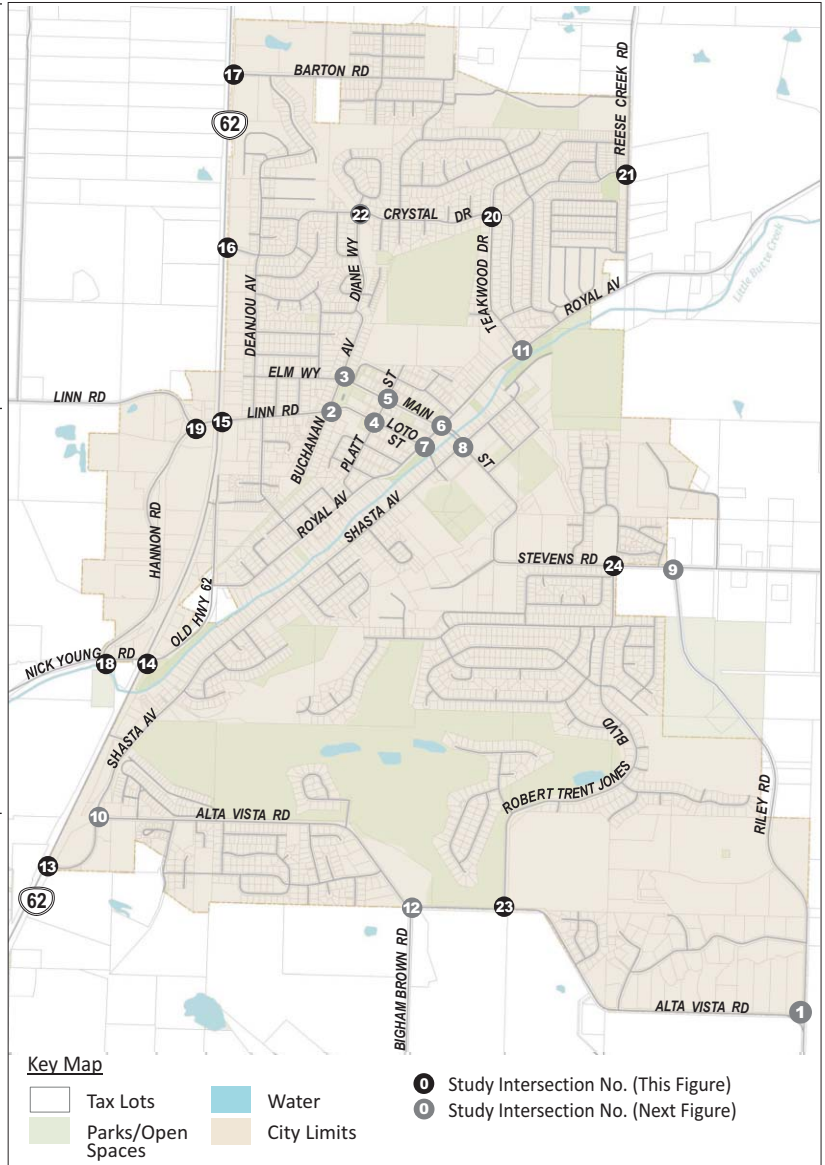 BARTON RD
17
62
REESE CREEK RD
21
22
CRYSTAL DR
20
16
DIANE WY
TEAKWOOD DR
DEANJOU AV
Little Butte Creek
ROYAL AV
11
AV
ELM WY
3
ST
LINN RD
5
MAIN
19
15
LINN RD
2
4
6
BUCHANAN
PLATT
LOTO ST
7
8
ST
ROYAL AV
SHASTA AV
HANNON RD
STEVENS RD
24
9
OLD HWY 62
NICK YOUNG RD
18
14
SHASTA AV
BLVD
ROBERT TRENT JONES
RILEY RD
10
ALTA VISTA RD
13
62
12
23
BIGHAM BROWN RD
ALTA VISTA RD
1
Key Map
Tax Lots
Water
Parks/Open
Spaces
City Limits
0 Study Intersection No. (This Figure)
0 Study Intersection No. (Next Figure)